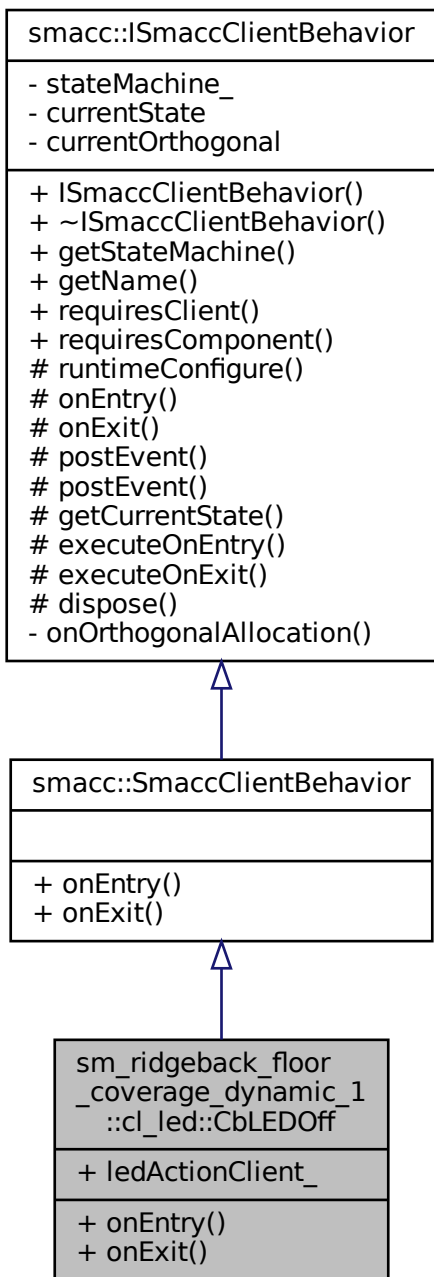 smacc::ISmaccClientBehavior
- stateMachine_
- currentState
- currentOrthogonal
+ ISmaccClientBehavior()
+ ~ISmaccClientBehavior()
+ getStateMachine()
+ getName()
+ requiresClient()
+ requiresComponent()
# runtimeConfigure()
# onEntry()
# onExit()
# postEvent()
# postEvent()
# getCurrentState()
# executeOnEntry()
# executeOnExit()
# dispose()
- onOrthogonalAllocation()
smacc::SmaccClientBehavior
+ onEntry()
+ onExit()
sm_ridgeback_floor
_coverage_dynamic_1
::cl_led::CbLEDOff
+ ledActionClient_
+ onEntry()
+ onExit()